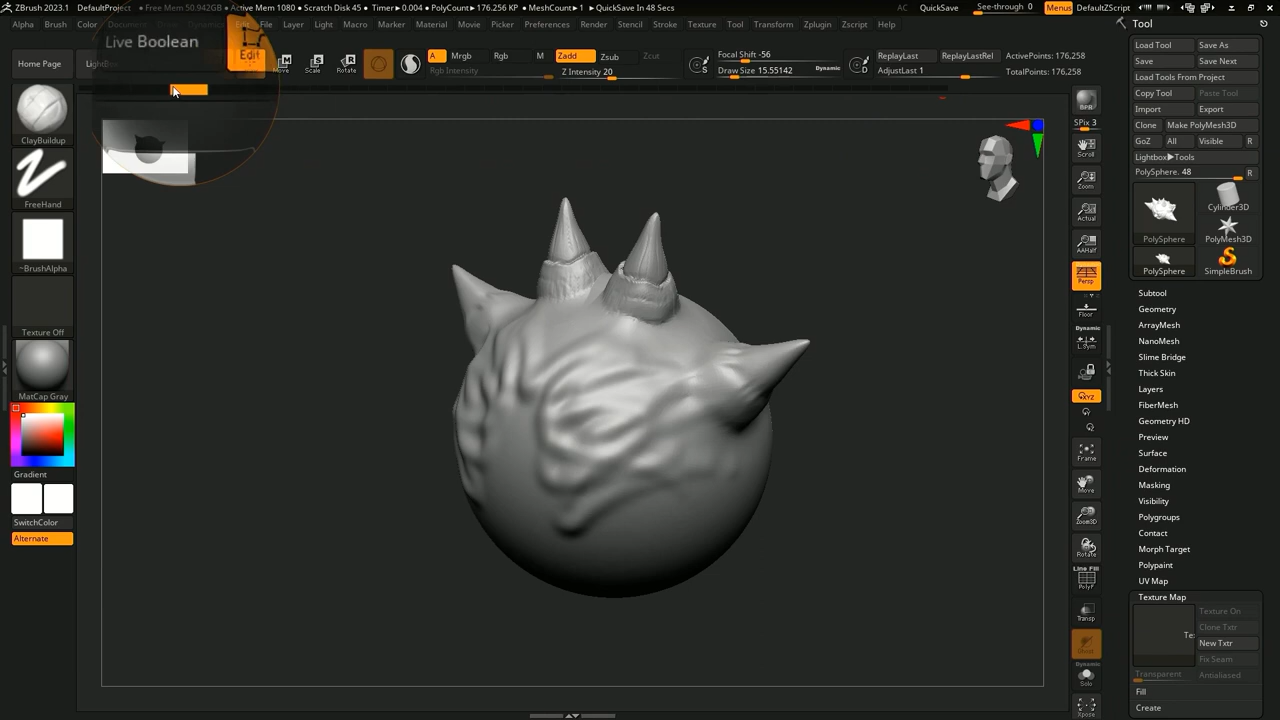 ZBrush 2023.1 DefaultProject • Free Mem 50.942GB • Active Mem 1080 • Scratch Disk 45 • Timer▶0.004 • PolyCount▶176.256 KP • MeshCount▶1 • QuickSave In 48 Secs AC QuickSave See-through 0 Menus DefaultZScript
Alpha Brush Color File Layer Light Macro Marker Material Movie Picker Preferences Render Stencil Stroke Texture Tool Transform Zplugin Zscript Help
Live Boolean
Edit
Home Page
Move
Scale
Rotate
A Mrgb Rgb M Zadd Zsub Zcut
Rgb Intensity
Z Intensity 20
S
Focal Shift -56
Draw Size 15.55142 Dynamic
D
ReplayLast ReplayLastRel
AdjustLast 1
ActivePoints: 176,258
TotalPoints: 176,258
ClayBuildup
FreeHand
~BrushAlpha
Texture Off
MatCap Gray
Gradient
SwitchColor
Alternate
BPR
SPix 3
Scroll
Zoom
Actual
AAHalf
Persp
Floor
Dynamic
L.Sym
XYZ
Frame
Move
Zoom3D
Rotate
Line Fill
PolyF
Transp
Ghost
Dynamic
Solo
Xpose
Tool
Load Tool Save As
Save Save Next
Load Tools From Project
Copy Tool Paste Tool
Import Export
Clone Make PolyMesh3D
GoZ All Visible R
Lightbox▶Tools
PolySphere. 48 R
PolySphere
Cylinder3D
PolyMesh3D
PolySphere
SimpleBrush
Subtool
Geometry
ArrayMesh
NanoMesh
Slime Bridge
Thick Skin
Layers
FiberMesh
Geometry HD
Preview
Surface
Deformation
Masking
Visibility
Polygroups
Contact
Morph Target
Polypaint
UV Map
Texture Map
Texture On
Clone Txtr
New Txtr
Fix Seam
Transparent Antialiased
Fill
Create